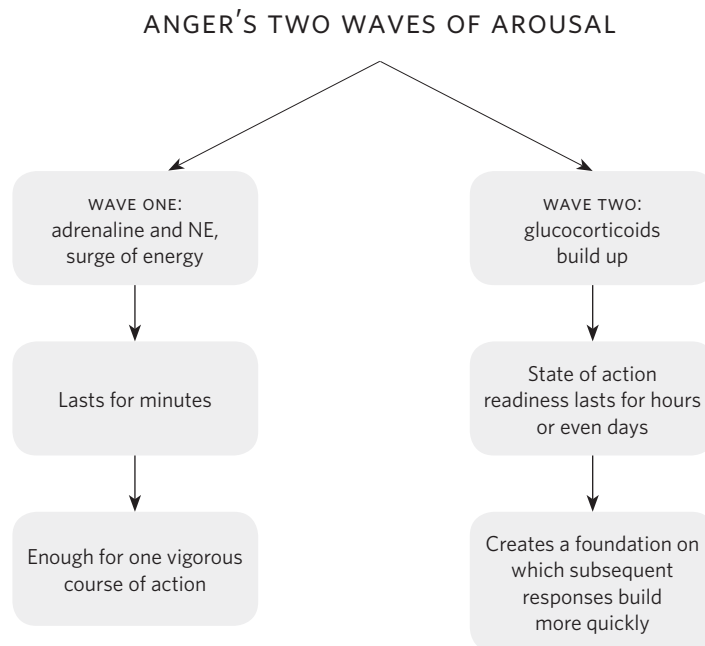 ANGER’S TWO WAVES OF AROUSAL
WAVE ONE:
adrenaline and NE,
surge of energy
Lasts for minutes
Enough for one vigorous
course of action
WAVE TWO:
glucocorticoids
build up
State of action
readiness lasts for hours
or even days
Creates a foundation on
which subsequent
responses build
more quickly